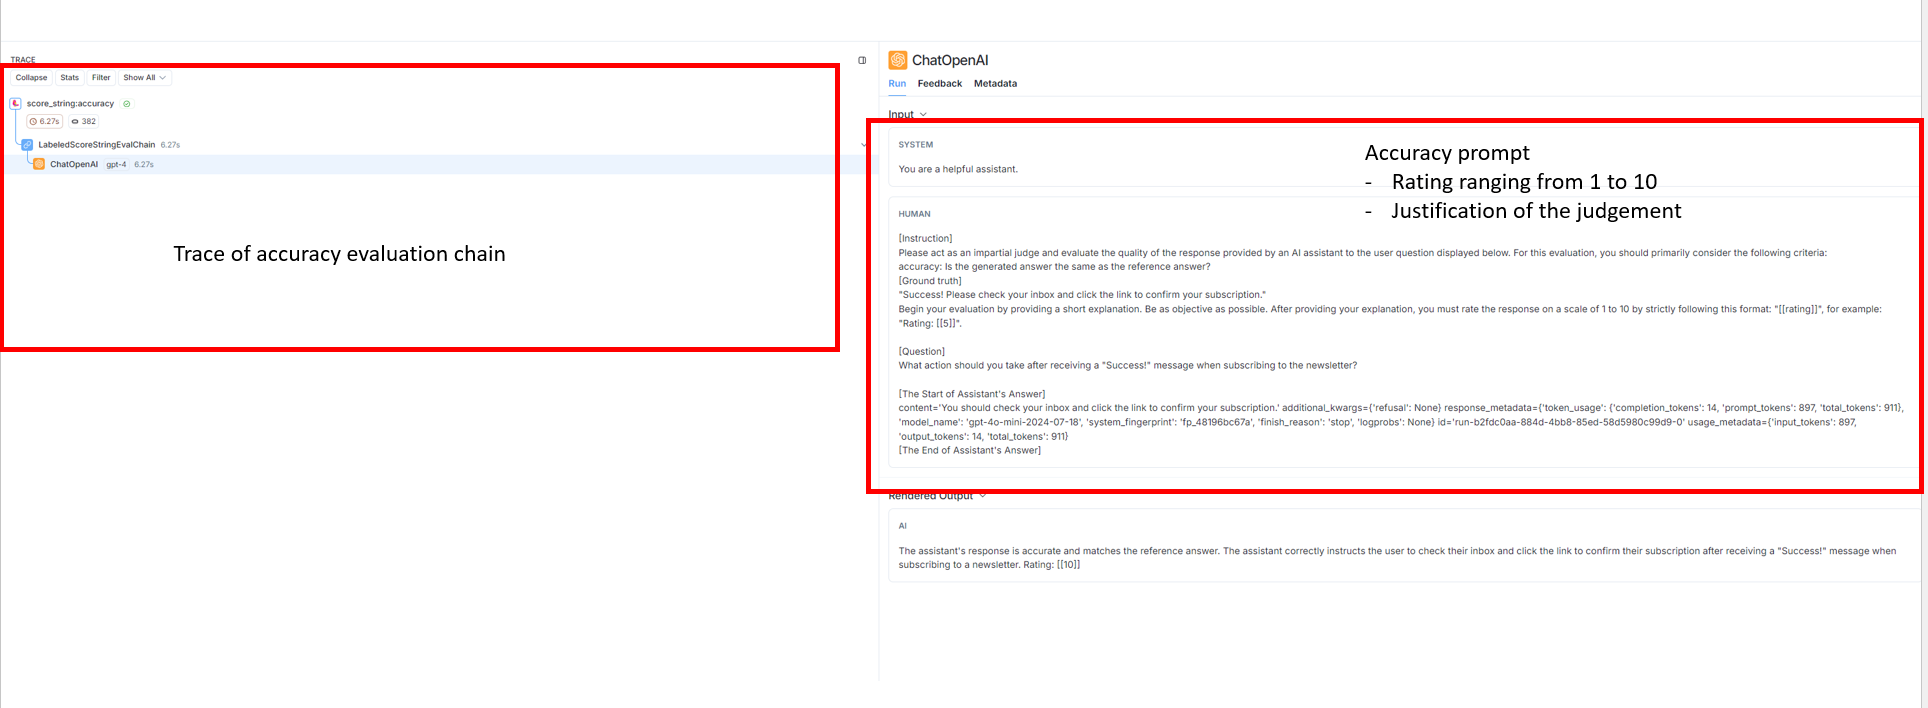 TRACE
Collapse Stats Filter Show All
score_string:accuracy
6.27s 382
LabeledScoreStringEvalChain 6.27s
ChatOpenAI gpt-4 6.27s
Trace of accuracy evaluation chain
ChatOpenAI
Run Feedback Metadata
Input
SYSTEM
You are a helpful assistant.
Accuracy prompt
- Rating ranging from 1 to 10
- Justification of the judgement
HUMAN
[Instruction]
Please act as an impartial judge and evaluate the quality of the response provided by an AI assistant to the user question displayed below. For this evaluation, you should primarily consider the following criteria:
accuracy: Is the generated answer the same as the reference answer?
[Ground truth]
"Success! Please check your inbox and click the link to confirm your subscription."
Begin your evaluation by providing a short explanation. Be as objective as possible. After providing your explanation, you must rate the response on a scale of 1 to 10 by strictly following this format: "[[rating]]", for example:
"Rating: [[5]]".
[Question]
What action should you take after receiving a "Success!" message when subscribing to the newsletter?
[The Start of Assistant's Answer]
content='You should check your inbox and click the link to confirm your subscription.' additional_kwargs={'refusal': None} response_metadata={'token_usage': {'completion_tokens': 14, 'prompt_tokens': 897, 'total_tokens': 911},
'model_name': 'gpt-4o-mini-2024-07-18', 'system_fingerprint': 'fp_48196bc67a', 'finish_reason': 'stop', 'logprobs': None} id='run-b2fdc0aa-884d-4bb8-85ed-58d5980c99d9-0' usage_metadata={'input_tokens': 897,
'output_tokens': 14, 'total_tokens': 911}
[The End of Assistant's Answer]
Rendered Output
AI
The assistant's response is accurate and matches the reference answer. The assistant correctly instructs the user to check their inbox and click the link to confirm their subscription after receiving a "Success!" message when
subscribing to a newsletter. Rating: [[10]]